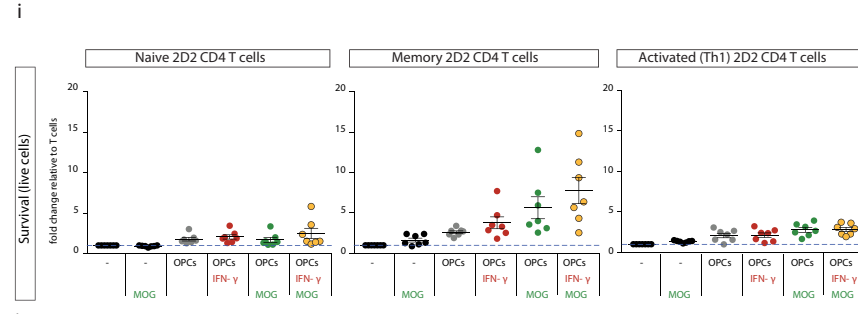 i
Naive 2D2 CD4 T cells
Memory 2D2 CD4 T cells
Activated (Th1) 2D2 CD4 T cells
Survival (live cells)
fold change relative to T cells
20
15
10
5
0
20
15
10
5
0
20
15
10
5
0
- - OPCs OPCs OPCs OPCs
IFN- γ IFN- γ
MOG MOG MOG
- - OPCs OPCs OPCs OPCs
IFN- γ IFN- γ
MOG MOG MOG
- - OPCs OPCs OPCs OPCs
IFN- γ IFN- γ
MOG MOG MOG